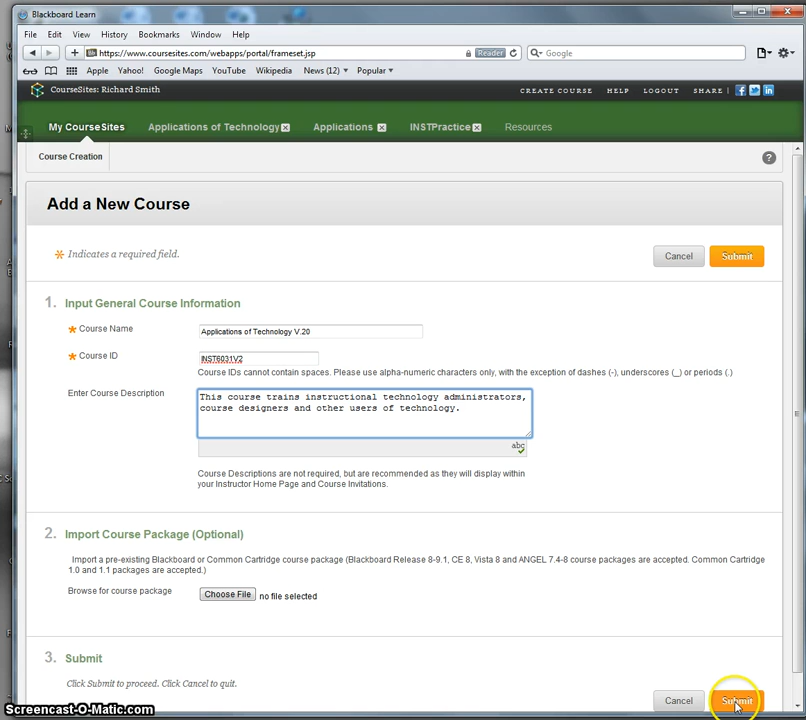 Blackboard Learn
File Edit View History Bookmarks Window Help
https://www.coursesites.com/webapps/portal/frameset.jsp Reader Google
Apple Yahoo! Google Maps YouTube Wikipedia News (12) Popular
CourseSites: Richard Smith CREATE COURSE HELP LOGOUT SHARE
My CourseSites Applications of Technology Applications INSTPractice Resources
Course Creation
Add a New Course
Indicates a required field.
Cancel Submit
1. Input General Course Information
Course Name Applications of Technology V.20
Course ID INST6031V2
Course IDs cannot contain spaces. Please use alpha-numeric characters only, with the exception of dashes (-), underscores (_) or periods (.)
Enter Course Description
This course trains instructional technology administrators,
course designers and other users of technology.
abc
Course Descriptions are not required, but are recommended as they will display within
your Instructor Home Page and Course Invitations.
2. Import Course Package (Optional)
Import a pre-existing Blackboard or Common Cartridge course package (Blackboard Release 8-9.1, CE 8, Vista 8 and ANGEL 7.4-8 course packages are accepted. Common Cartridge
1.0 and 1.1 packages are accepted.)
Browse for course package Choose File no file selected
3. Submit
Click Submit to proceed. Click Cancel to quit.
Cancel Submit
Screencast-O-Matic.com